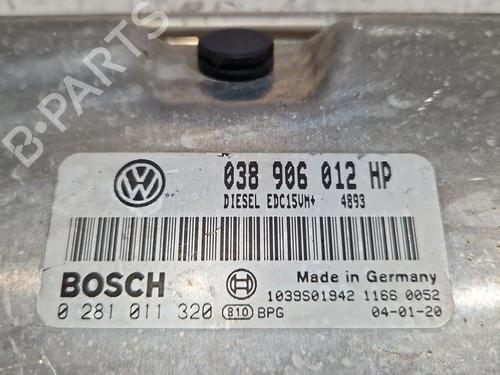 038 906 012 HP
DIESEL EDC15VM+ 4893
BOSCH
Made in Germany
1039S01942 1166 0052
0 281 011 320 810 BPG 04-01-20
B-PARTS